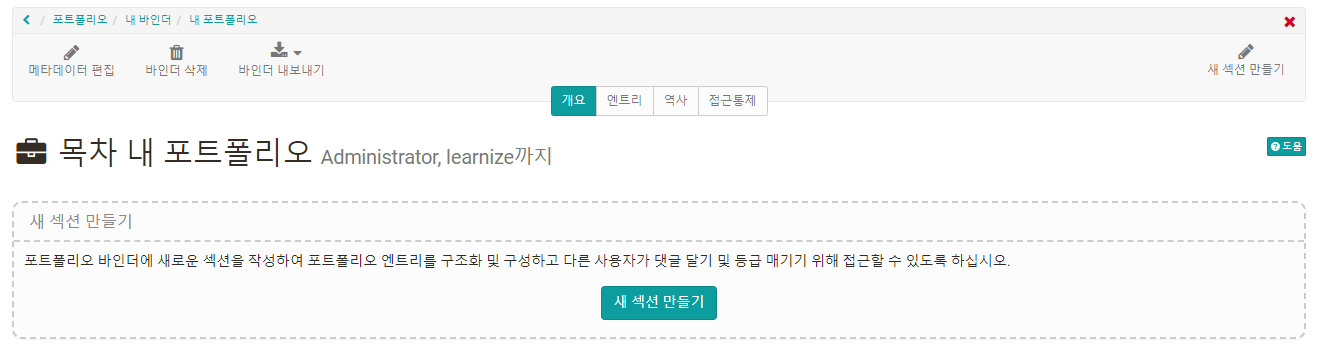 / 포트폴리오 / 내 바인더 / 내 포트폴리오
메타데이터 편집 바인더 삭제 바인더 내보내기 새 섹션 만들기
개요 엔트리 역사 접근통제
목차 내 포트폴리오 Administrator, learnize까지
도움
새 섹션 만들기
포트폴리오 바인더에 새로운 섹션을 작성하여 포트폴리오 엔트리를 구조화 및 구성하고 다른 사용자가 댓글 달기 및 등급 매기기 위해 접근할 수 있도록 하십시오.
새 섹션 만들기